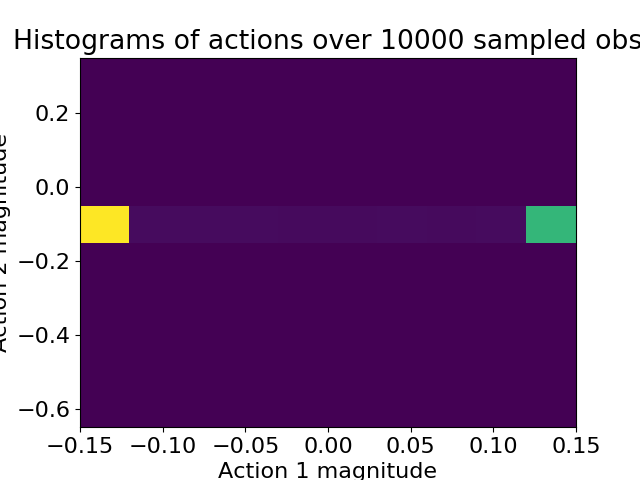 Histograms of actions over 10000 sampled obs
0.2
0.0
−0.2
−0.4
−0.6
Action 2 magnitude
−0.15 −0.10 −0.05 0.00 0.05 0.10 0.15
Action 1 magnitude